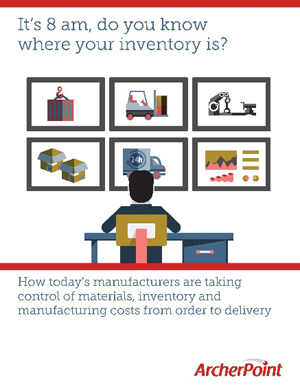 It's 8 am, do you know
where your inventory is?
24h
How today's manufacturers are taking
control of materials, inventory and
manufacturing costs from order to delivery
ArcherPoint